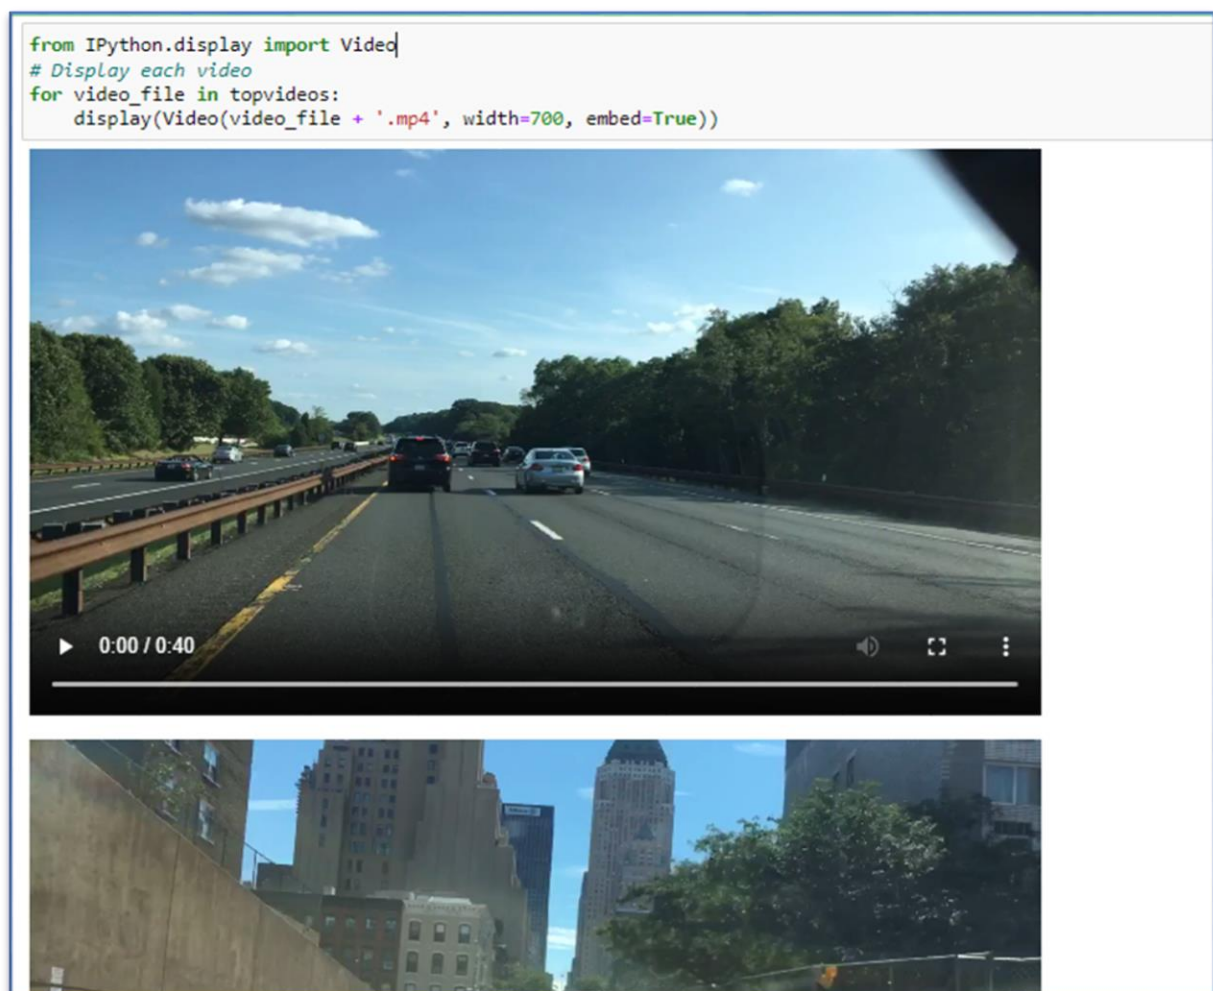 from IPython.display import Video
# Display each video
for video_file in topvideos:
    display(Video(video_file + '.mp4', width=700, embed=True))
0:00 / 0:40